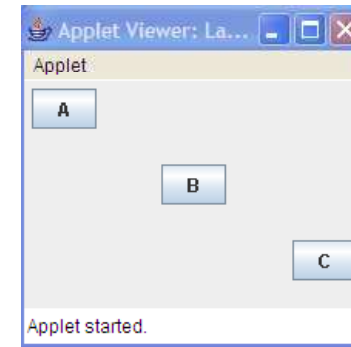 Applet Viewer: La...
Applet
A
B
C
Applet started.